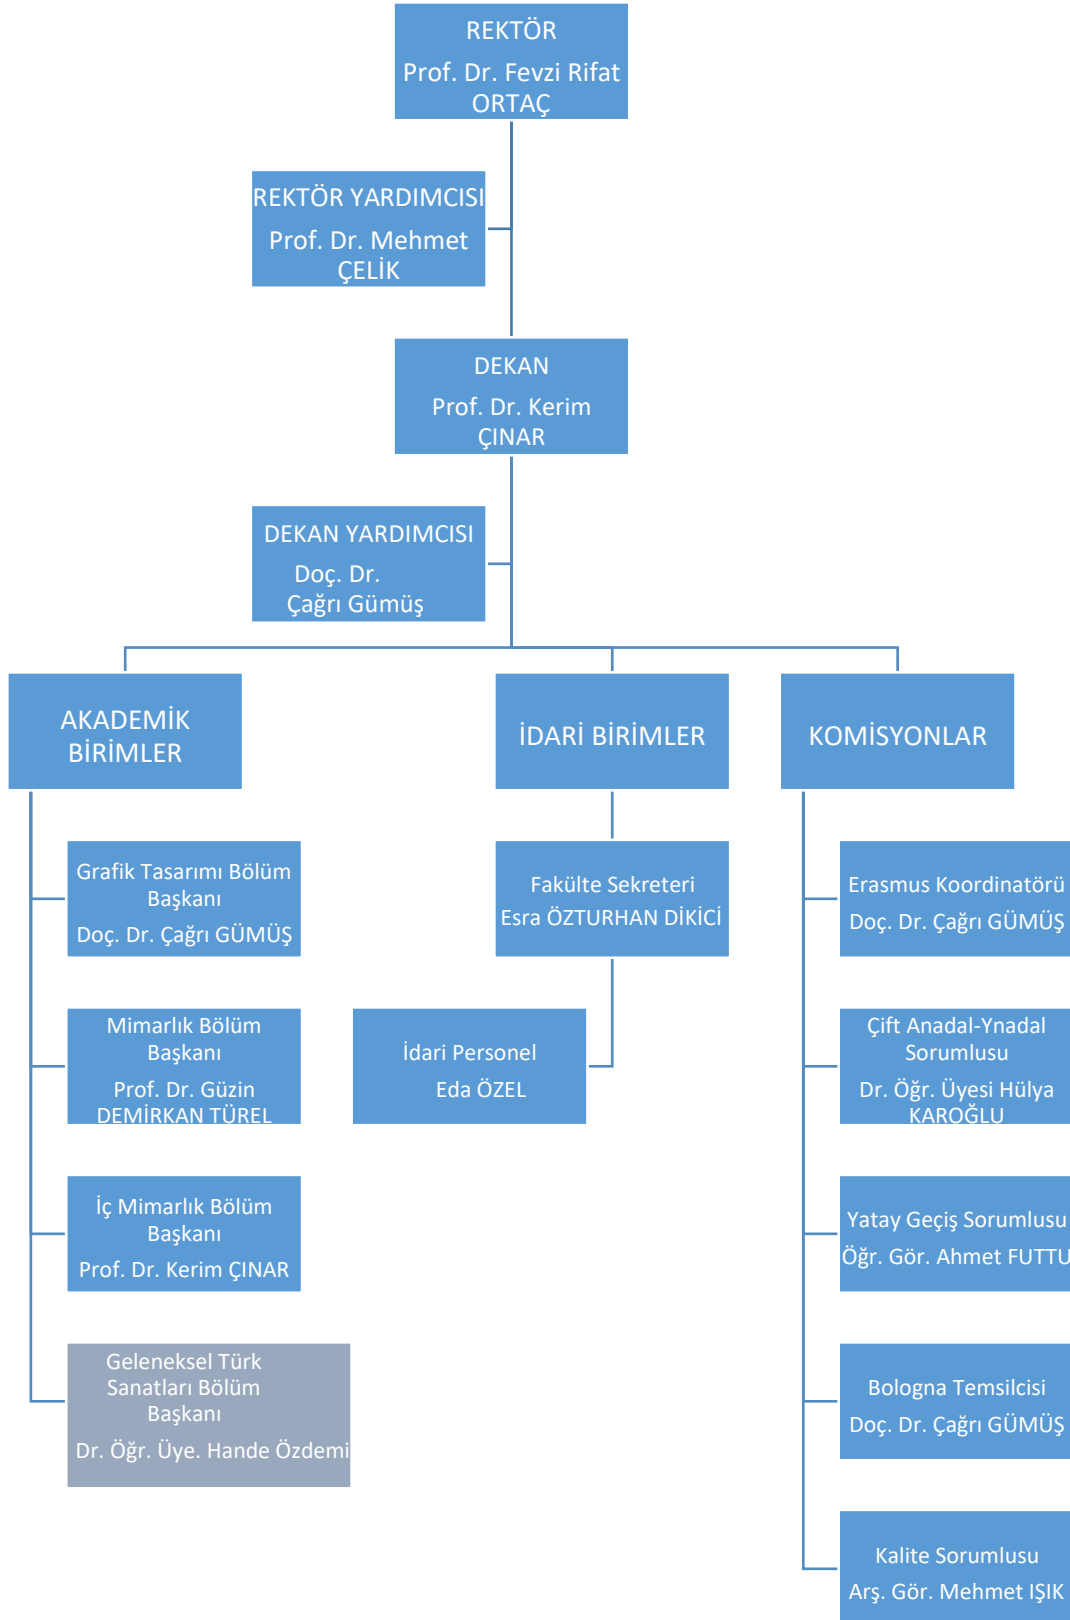 REKTÖR
Prof. Dr. Fevzi Rifat
ORTAÇ
REKTÖR YARDIMCISI
Prof. Dr. Mehmet
ÇELİK
DEKAN
Prof. Dr. Kerim
ÇINAR
DEKAN YARDIMCISI
Doç. Dr.
Çağrı Gümüş
AKADEMİK
BİRİMLER
Grafik Tasarımı Bölüm
Başkanı
Doç. Dr. Çağrı GÜMÜŞ
Mimarlık Bölüm
Başkanı
Prof. Dr. Güzin
DEMİRKAN TÜREL
İç Mimarlık Bölüm
Başkanı
Prof. Dr. Kerim ÇINAR
Geleneksel Türk
Sanatları Bölüm
Başkanı
Dr. Öğr. Üye. Hande Özdemi
İDARİ BİRİMLER
Fakülte Sekreteri
Esra ÖZTURHAN DİKİCİ
İdari Personel
Eda ÖZEL
KOMİSYONLAR
Erasmus Koordinatörü
Doç. Dr. Çağrı GÜMÜŞ
Çift Anadal-Ynadal
Sorumlusu
Dr. Öğr. Üyesi Hülya
KAROĞLU
Yatay Geçiş Sorumlusu
Öğr. Gör. Ahmet FUTTU
Bologna Temsilcisi
Doç. Dr. Çağrı GÜMÜŞ
Kalite Sorumlusu
Arş. Gör. Mehmet IŞIK